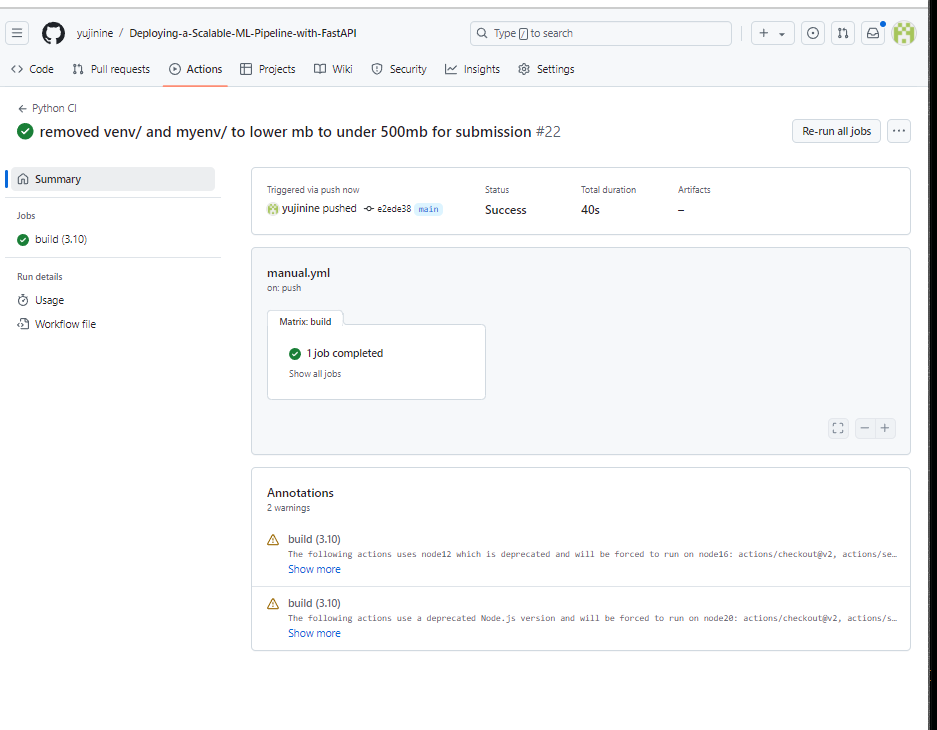 yujinine / Deploying-a-Scalable-ML-Pipeline-with-FastAPI
Type / to search
Code
Pull requests
Actions
Projects
Wiki
Security
Insights
Settings
← Python CI
removed venv/ and myenv/ to lower mb to under 500mb for submission #22
Re-run all jobs
Summary
Jobs
build (3.10)
Run details
Usage
Workflow file
Triggered via push now
yujinine pushed e2ede38 main
Status
Success
Total duration
40s
Artifacts
–
manual.yml
on: push
Matrix: build
1 job completed
Show all jobs
Annotations
2 warnings
build (3.10)
The following actions uses node12 which is deprecated and will be forced to run on node16: actions/checkout@v2, actions/se…
Show more
build (3.10)
The following actions use a deprecated Node.js version and will be forced to run on node20: actions/checkout@v2, actions/s…
Show more